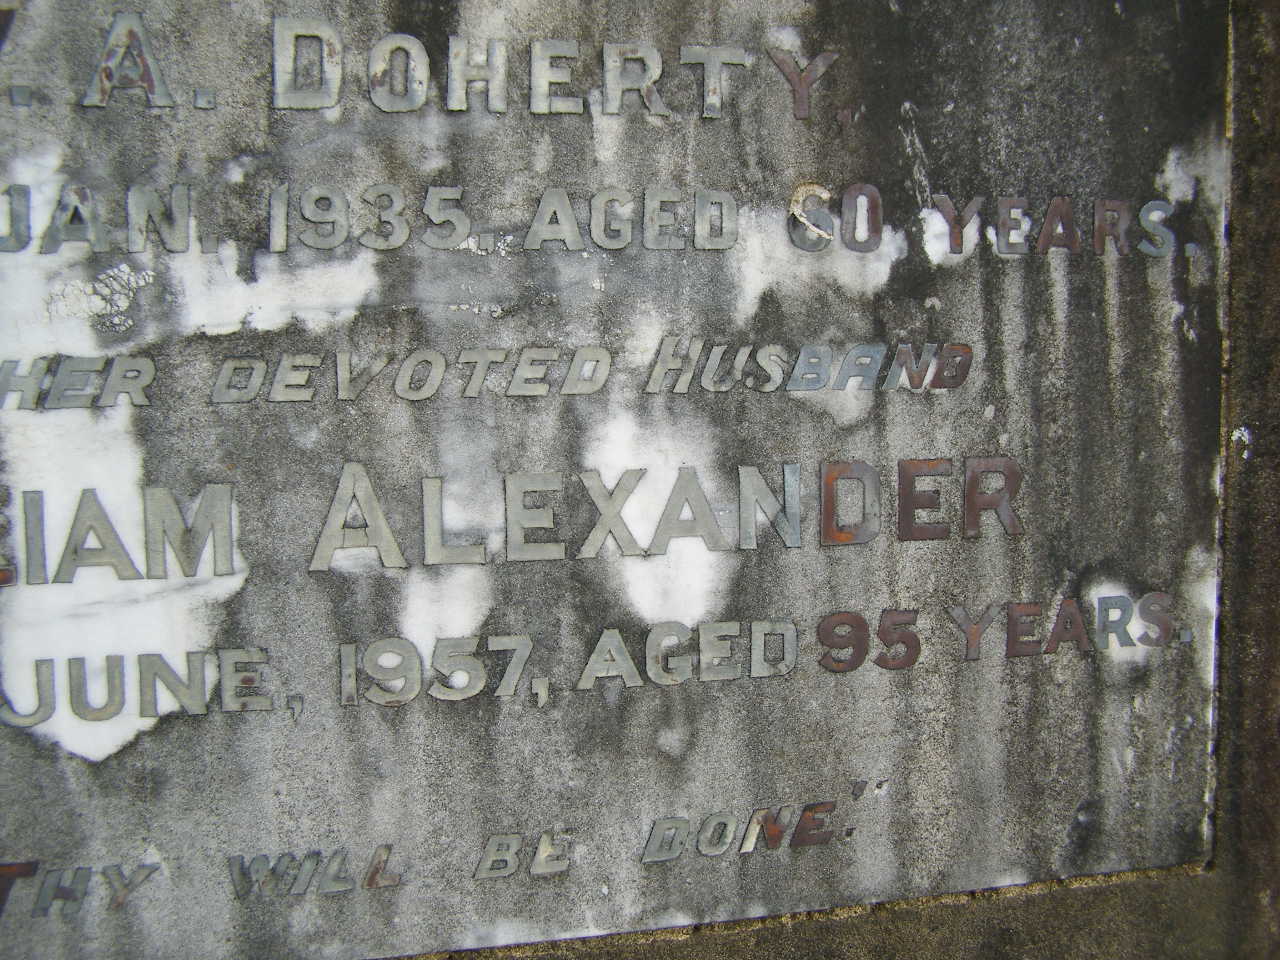 . A. DOHERTY,
JAN. 1935, AGED 60 YEARS,
HER DEVOTED HUSBAND
LIAM ALEXANDER
JUNE, 1957, AGED 95 YEARS.
THY WILL BE DONE."